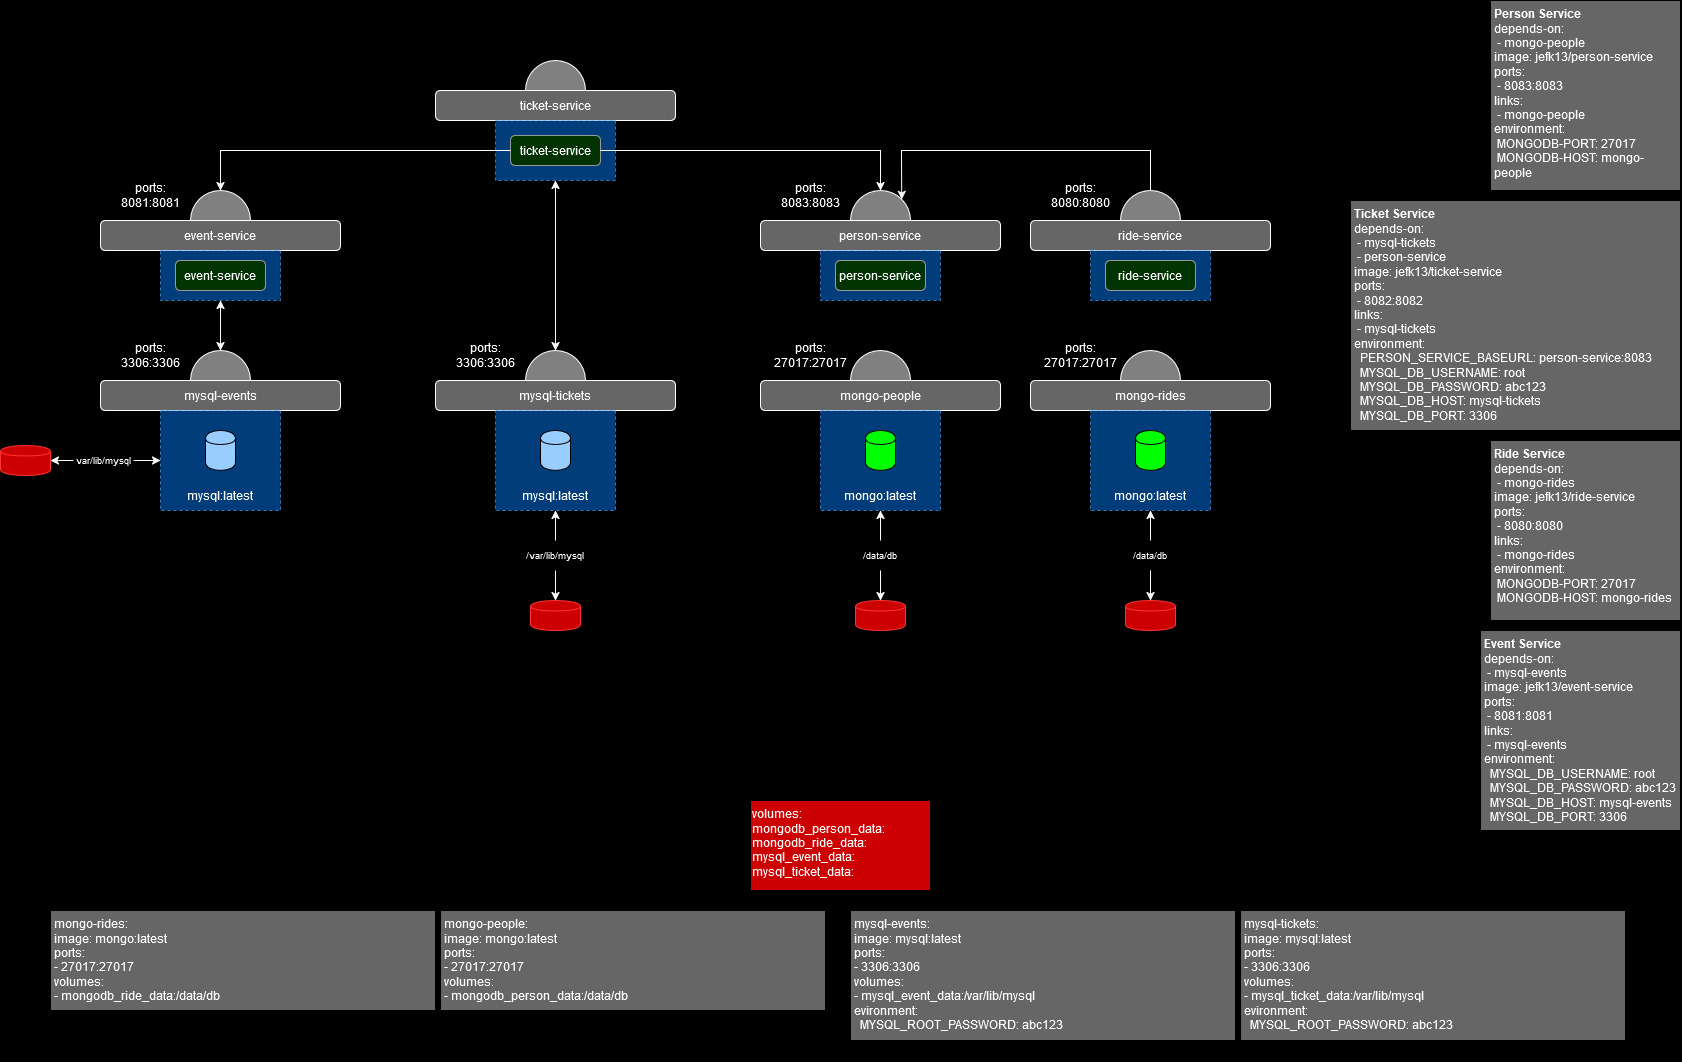 ticket-service
ticket-service
ports:
8081:8081
event-service
event-service
ports:
8083:8083
person-service
person-service
ports:
8080:8080
ride-service
ride-service
ports:
3306:3306
mysql-events
var/lib/mysql
mysql:latest
ports:
3306:3306
mysql-tickets
mysql:latest
/var/lib/mysql
ports:
27017:27017
mongo-people
mongo:latest
/data/db
ports:
27017:27017
mongo-rides
mongo:latest
/data/db
Person Service
depends-on:
- mongo-people
image: jefk13/person-service
ports:
- 8083:8083
links:
- mongo-people
environment:
MONGODB-PORT: 27017
MONGODB-HOST: mongo-
people
Ticket Service
depends-on:
- mysql-tickets
- person-service
image: jefk13/ticket-service
ports:
- 8082:8082
links:
- mysql-tickets
environment:
PERSON_SERVICE_BASEURL: person-service:8083
MYSQL_DB_USERNAME: root
MYSQL_DB_PASSWORD: abc123
MYSQL_DB_HOST: mysql-tickets
MYSQL_DB_PORT: 3306
Ride Service
depends-on:
- mongo-rides
image: jefk13/ride-service
ports:
- 8080:8080
links:
- mongo-rides
environment:
MONGODB-PORT: 27017
MONGODB-HOST: mongo-rides
Event Service
depends-on:
- mysql-events
image: jefk13/event-service
ports:
- 8081:8081
links:
- mysql-events
environment:
MYSQL_DB_USERNAME: root
MYSQL_DB_PASSWORD: abc123
MYSQL_DB_HOST: mysql-events
MYSQL_DB_PORT: 3306
volumes:
mongodb_person_data:
mongodb_ride_data:
mysql_event_data:
mysql_ticket_data:
mongo-rides:
image: mongo:latest
ports:
- 27017:27017
volumes:
- mongodb_ride_data:/data/db
mongo-people:
image: mongo:latest
ports:
- 27017:27017
volumes:
- mongodb_person_data:/data/db
mysql-events:
image: mysql:latest
ports:
- 3306:3306
volumes:
- mysql_event_data:/var/lib/mysql
evironment:
MYSQL_ROOT_PASSWORD: abc123
mysql-tickets:
image: mysql:latest
ports:
- 3306:3306
volumes:
- mysql_ticket_data:/var/lib/mysql
evironment:
MYSQL_ROOT_PASSWORD: abc123